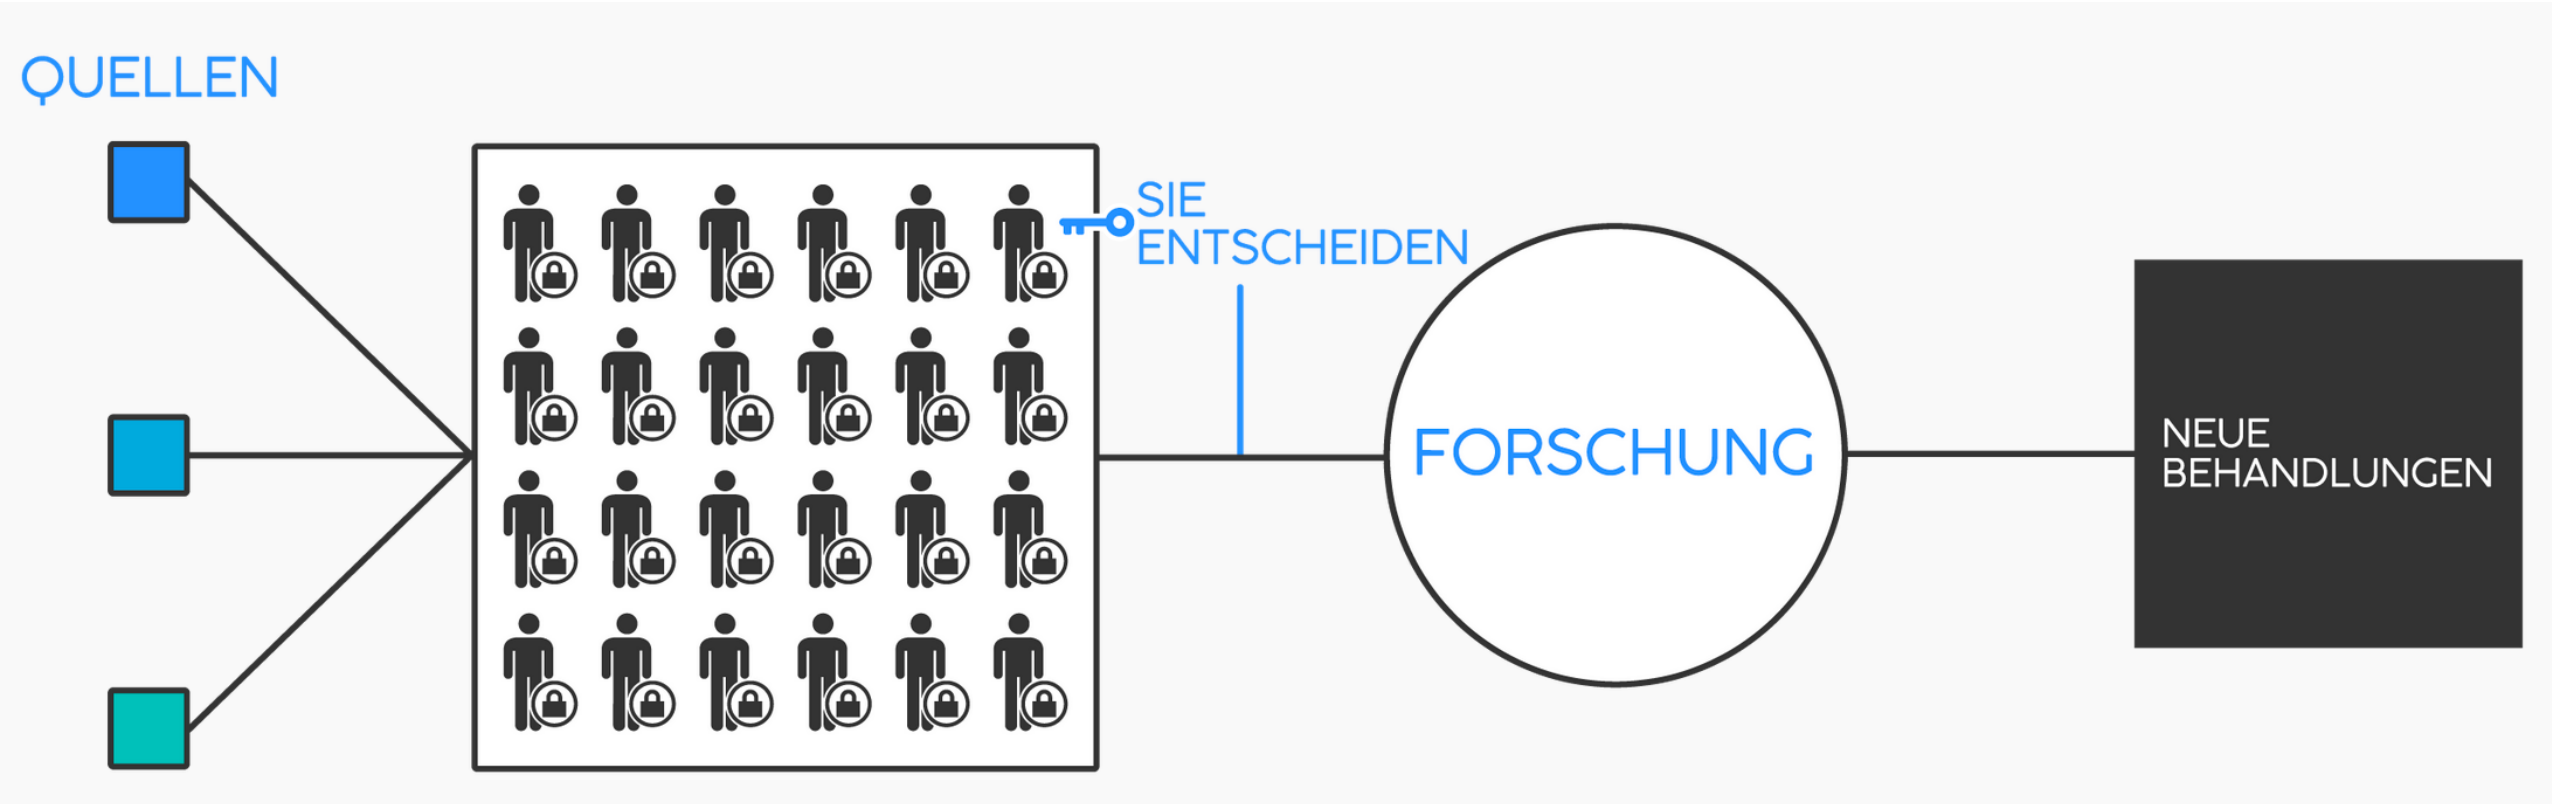 QUELLEN
SIE
ENTSCHEIDEN
FORSCHUNG
NEUE
BEHANDLUNGEN